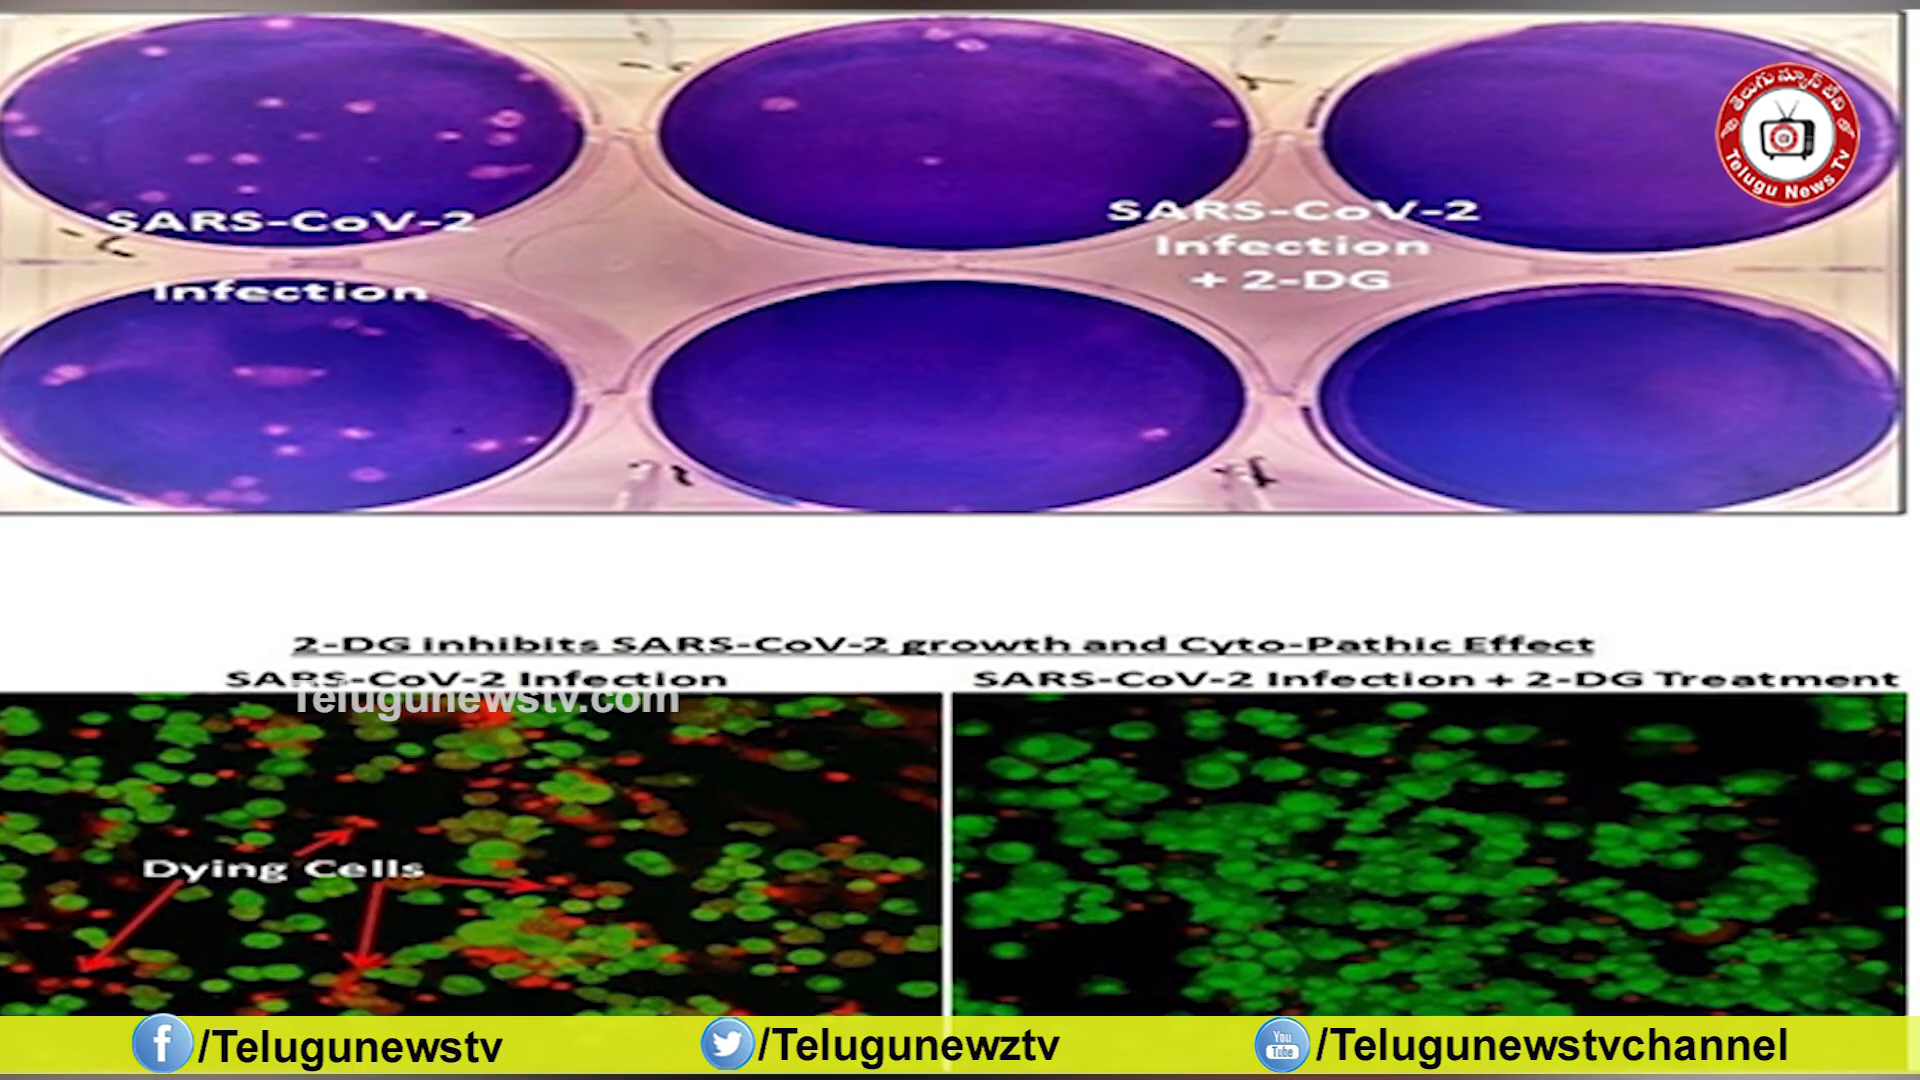 తెలుగు న్యూస్ టీవీ
Telugu News Tv
SARS-CoV-2
Infection
SARS-CoV-2
Infection
+ 2-DG
2-DG inhibits SARS-CoV-2 growth and Cyto-Pathic Effect
SARS-CoV-2 Infection
SARS-CoV-2 Infection + 2-DG Treatment
Telugunewstv.com
Dying Cells
/Telugunewstv
/Telugunewztv
You
Tube
/Telugunewstvchannel